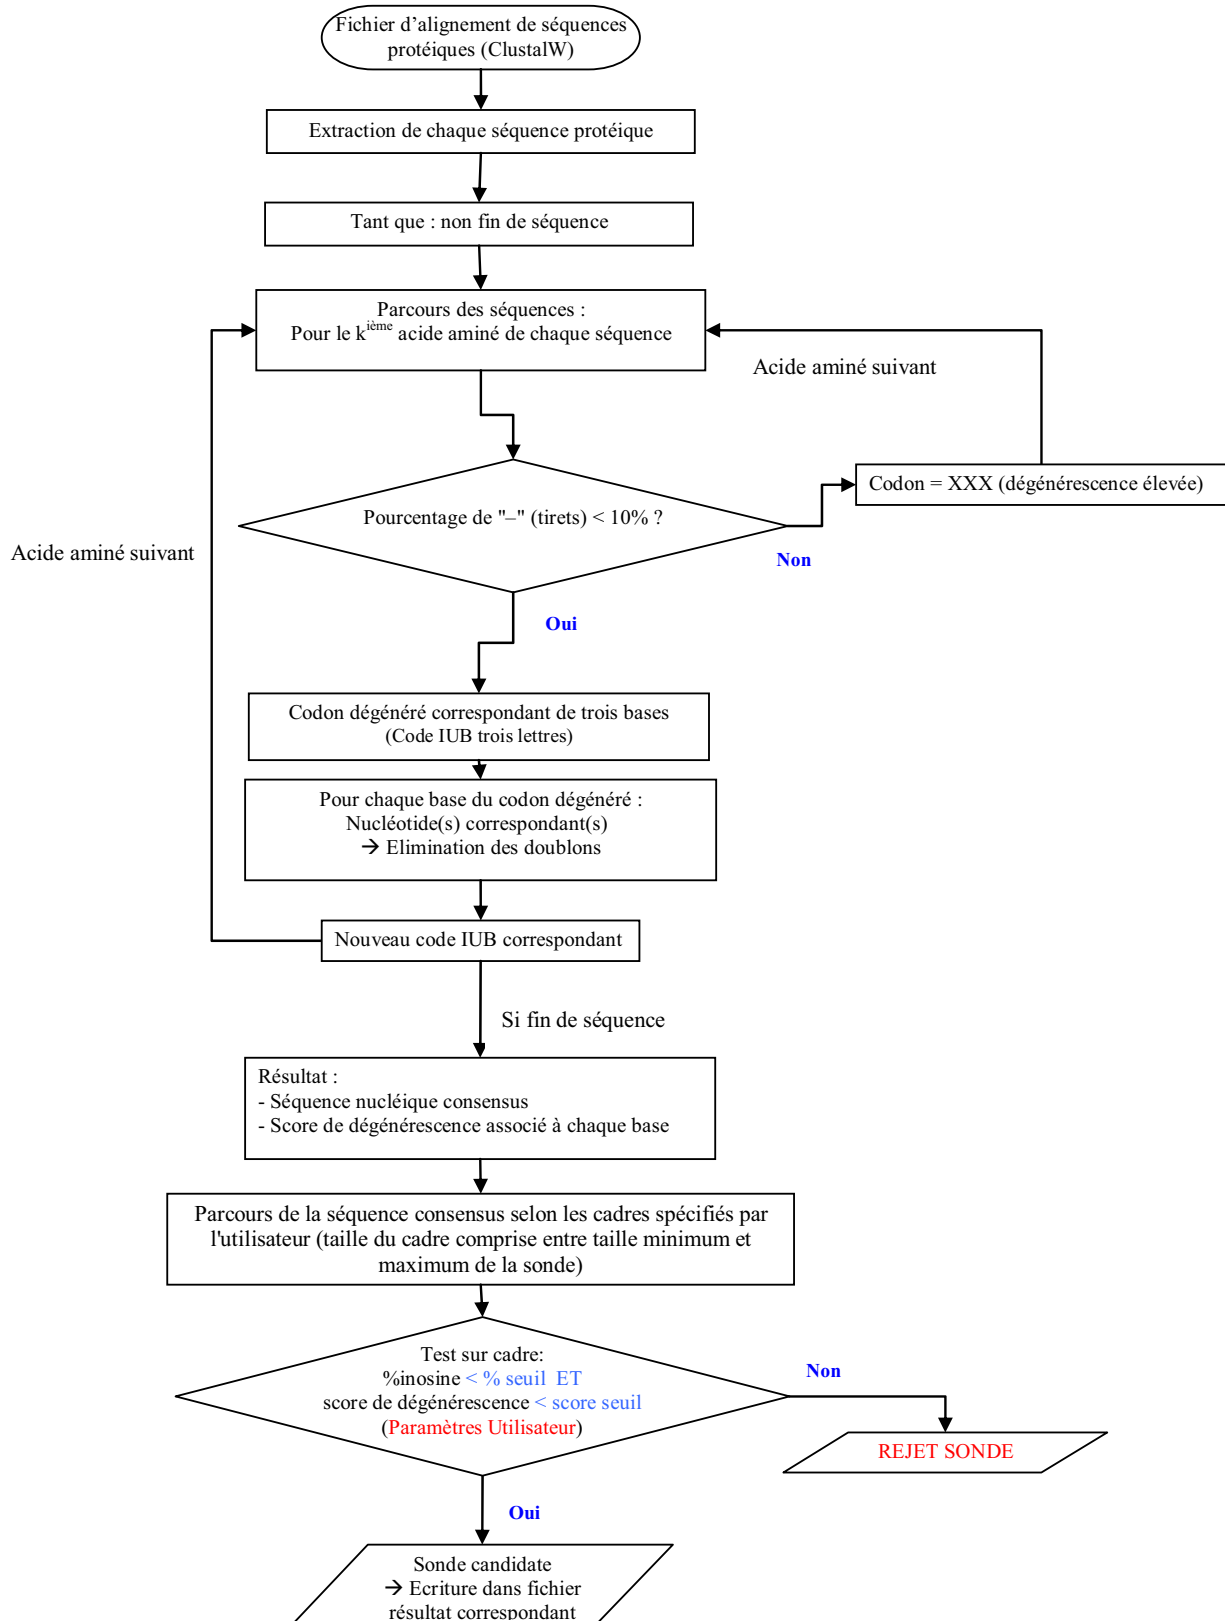 Fichier d’alignement de séquences
protéiques (ClustalW)
Extraction de chaque séquence protéique
Tant que : non fin de séquence
Parcours des séquences :
Pour le kième acide aminé de chaque séquence
Acide aminé suivant
Codon = XXX (dégénérescence élevée)
Pourcentage de "–" (tirets) < 10% ?
Acide aminé suivant
Non
Oui
Codon dégénéré correspondant de trois bases
(Code IUB trois lettres)
Pour chaque base du codon dégénéré :
Nucléotide(s) correspondant(s)
→ Elimination des doublons
Nouveau code IUB correspondant
Si fin de séquence
Résultat :
- Séquence nucléique consensus
- Score de dégénérescence associé à chaque base
Parcours de la séquence consensus selon les cadres spécifiés par
l'utilisateur (taille du cadre comprise entre taille minimum et
maximum de la sonde)
Test sur cadre:
%inosine < % seuil ET
score de dégénérescence < score seuil
(Paramètres Utilisateur)
Non
REJET SONDE
Oui
Sonde candidate
→ Ecriture dans fichier
résultat correspondant